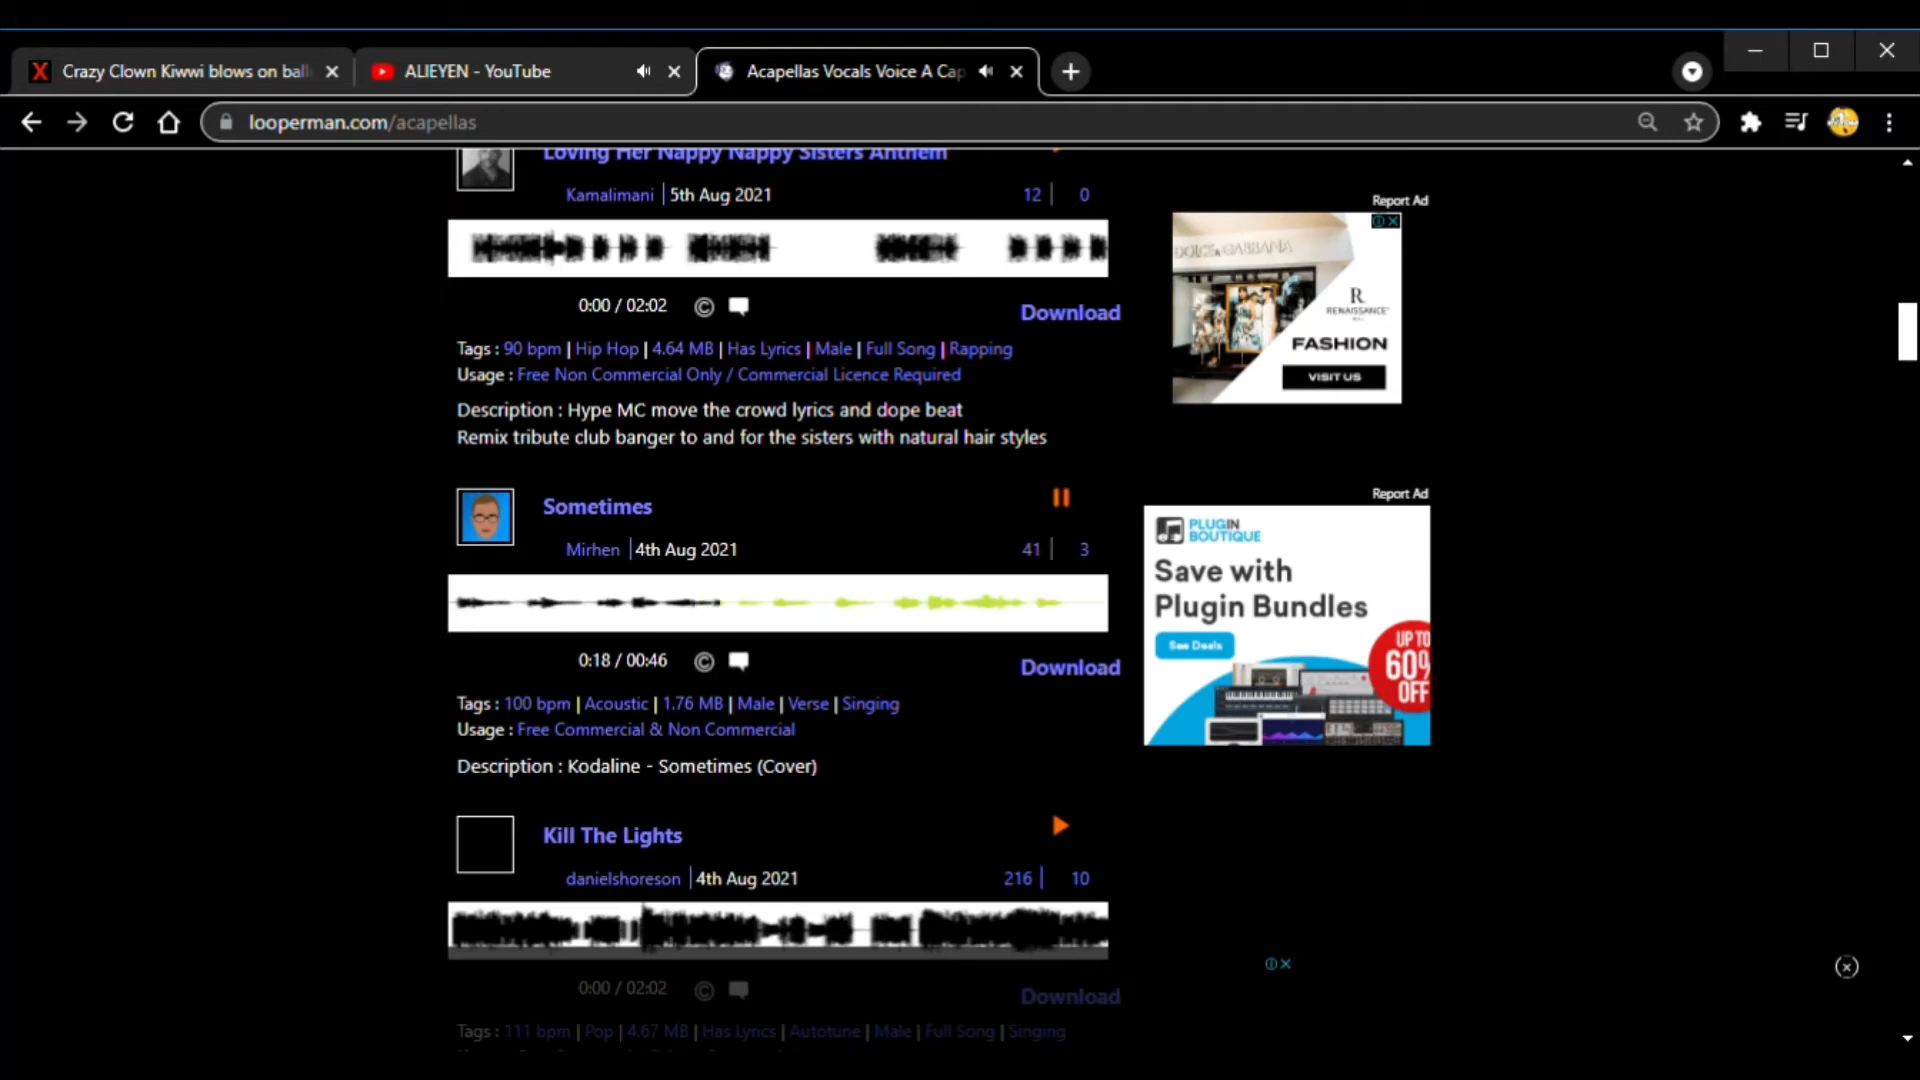 Crazy Clown Kiwwi blows on ball
ALIEYEN - YouTube
Acapellas Vocals Voice A Cap
looperman.com/acapellas
Loving Her Nappy Nappy Sisters Anthem
Kamalimani 5th Aug 2021
12 0
0:00 / 02:02
Download
Tags : 90 bpm | Hip Hop | 4.64 MB | Has Lyrics | Male | Full Song | Rapping
Usage : Free Non Commercial Only / Commercial Licence Required
Description : Hype MC move the crowd lyrics and dope beat
Remix tribute club banger to and for the sisters with natural hair styles
Report Ad
DOLCE & GABBANA
R
RENAISSANCE
FASHION
VISIT US
Sometimes
Mirhen 4th Aug 2021
41 3
0:18 / 00:46
Download
Tags : 100 bpm | Acoustic | 1.76 MB | Male | Verse | Singing
Usage : Free Commercial & Non Commercial
Description : Kodaline - Sometimes (Cover)
Report Ad
PLUGIN
BOUTIQUE
Save with
Plugin Bundles
See Deals
UP TO
60%
OFF
Kill The Lights
danielshoreson 4th Aug 2021
216 10
0:00 / 02:02
Download
Tags : 111 bpm | Pop | 4.67 MB | Has Lyrics | Autotune | Male | Full Song | Singing